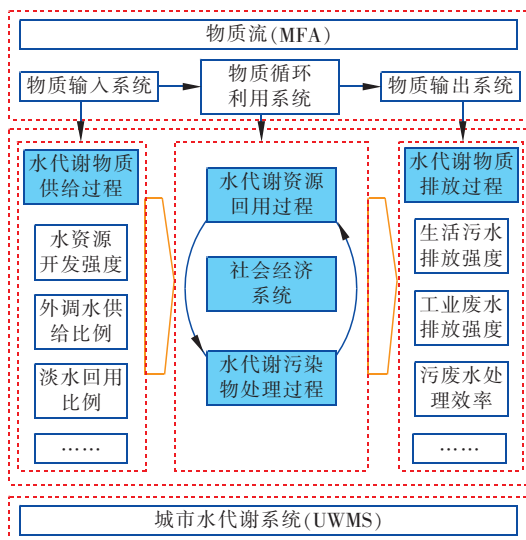 物质流(MFA)
物质输入系统
物质循环
利用系统
物质输出系统
水代谢物质
供给过程
水资源
开发强度
外调水供
给比例
淡水回用
比例
……
水代谢资源
回用过程
社会经济
系统
水代谢污染
物处理过程
水代谢物质
排放过程
生活污水
排放强度
工业废水
排放强度
污废水处
理效率
……
城市水代谢系统(UWMS)